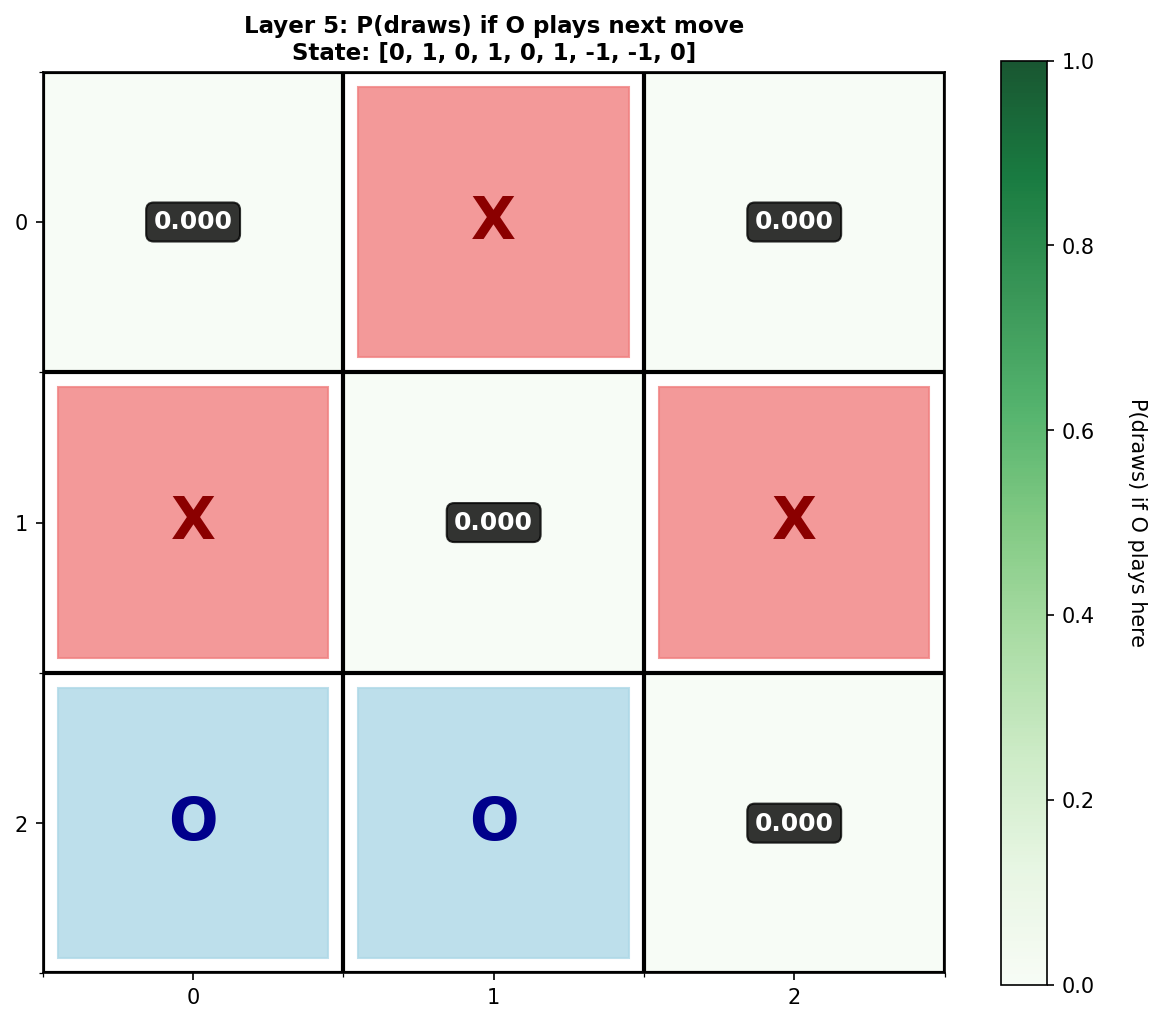 Layer 5: P(draws) if O plays next move
State: [0, 1, 0, 1, 0, 1, -1, -1, 0]
0.000
X
0.000
X
0.000
X
O
O
0.000
0
1
2
0
1
2
1.0
0.8
0.6
0.4
0.2
0.0
P(draws) if O plays here